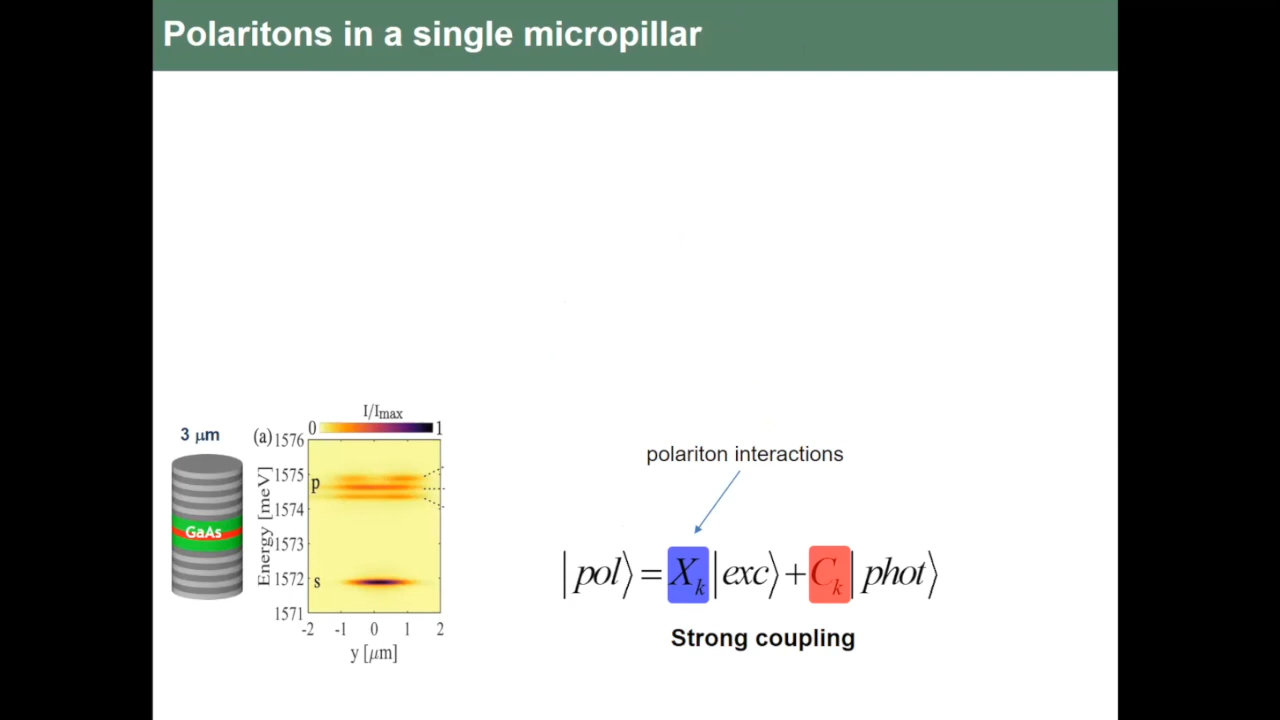 Polaritons in a single micropillar
I/Imax
0 1
3 μm
(a)
1576
1575
1574
1573
1572
1571
Energy [meV]
p
s
-2 -1 0 1 2
y [μm]
GaAs
polariton interactions
|pol⟩ = Xk|exc⟩ + Ck|phot⟩
Strong coupling